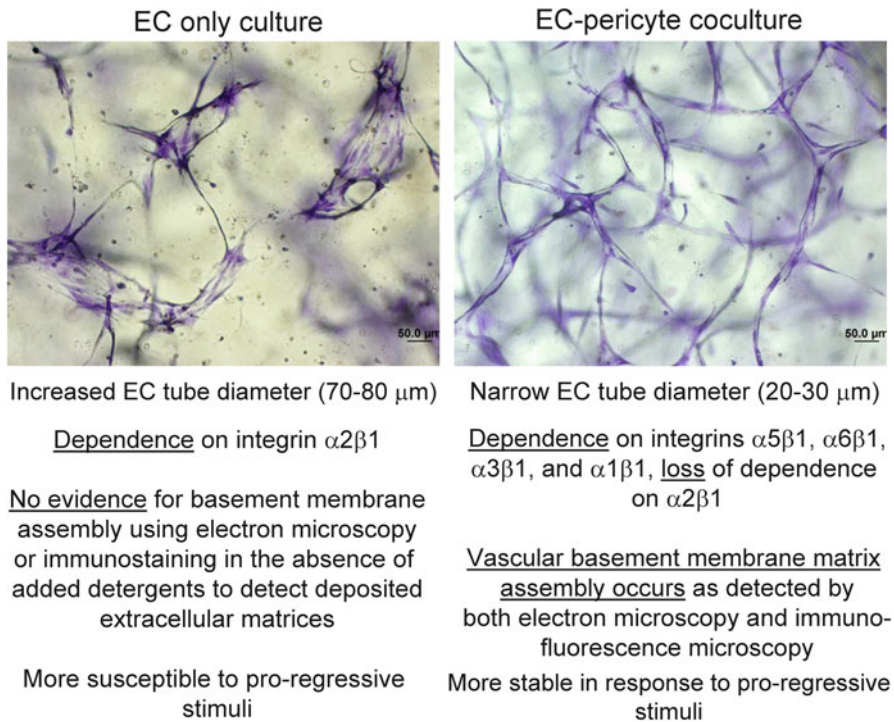 EC only culture
EC-pericyte coculture
50.0 µm
50.0 µm
Increased EC tube diameter (70-80 µm)
Dependence on integrin α2β1
No evidence for basement membrane
assembly using electron microscopy
or immunostaining in the absence of
added detergents to detect deposited
extracellular matrices
More susceptible to pro-regressive
stimuli
Narrow EC tube diameter (20-30 µm)
Dependence on integrins α5β1, α6β1,
α3β1, and α1β1, loss of dependence
on α2β1
Vascular basement membrane matrix
assembly occurs as detected by
both electron microscopy and immuno-
fluorescence microscopy
More stable in response to pro-regressive
stimuli